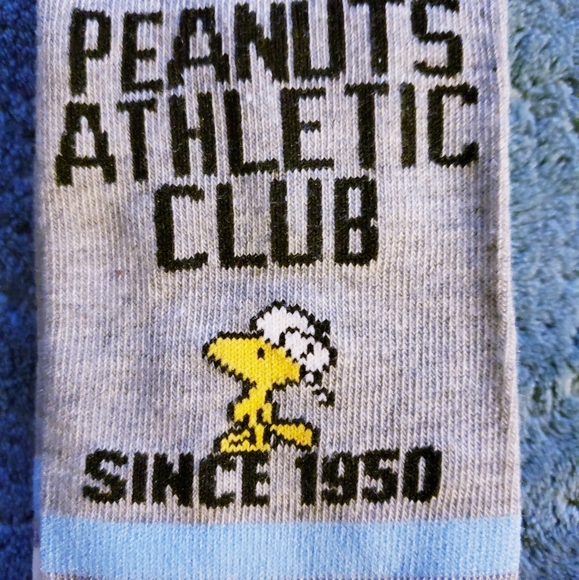 PEANUTS
ATHLETIC
CLUB
SINCE 1950